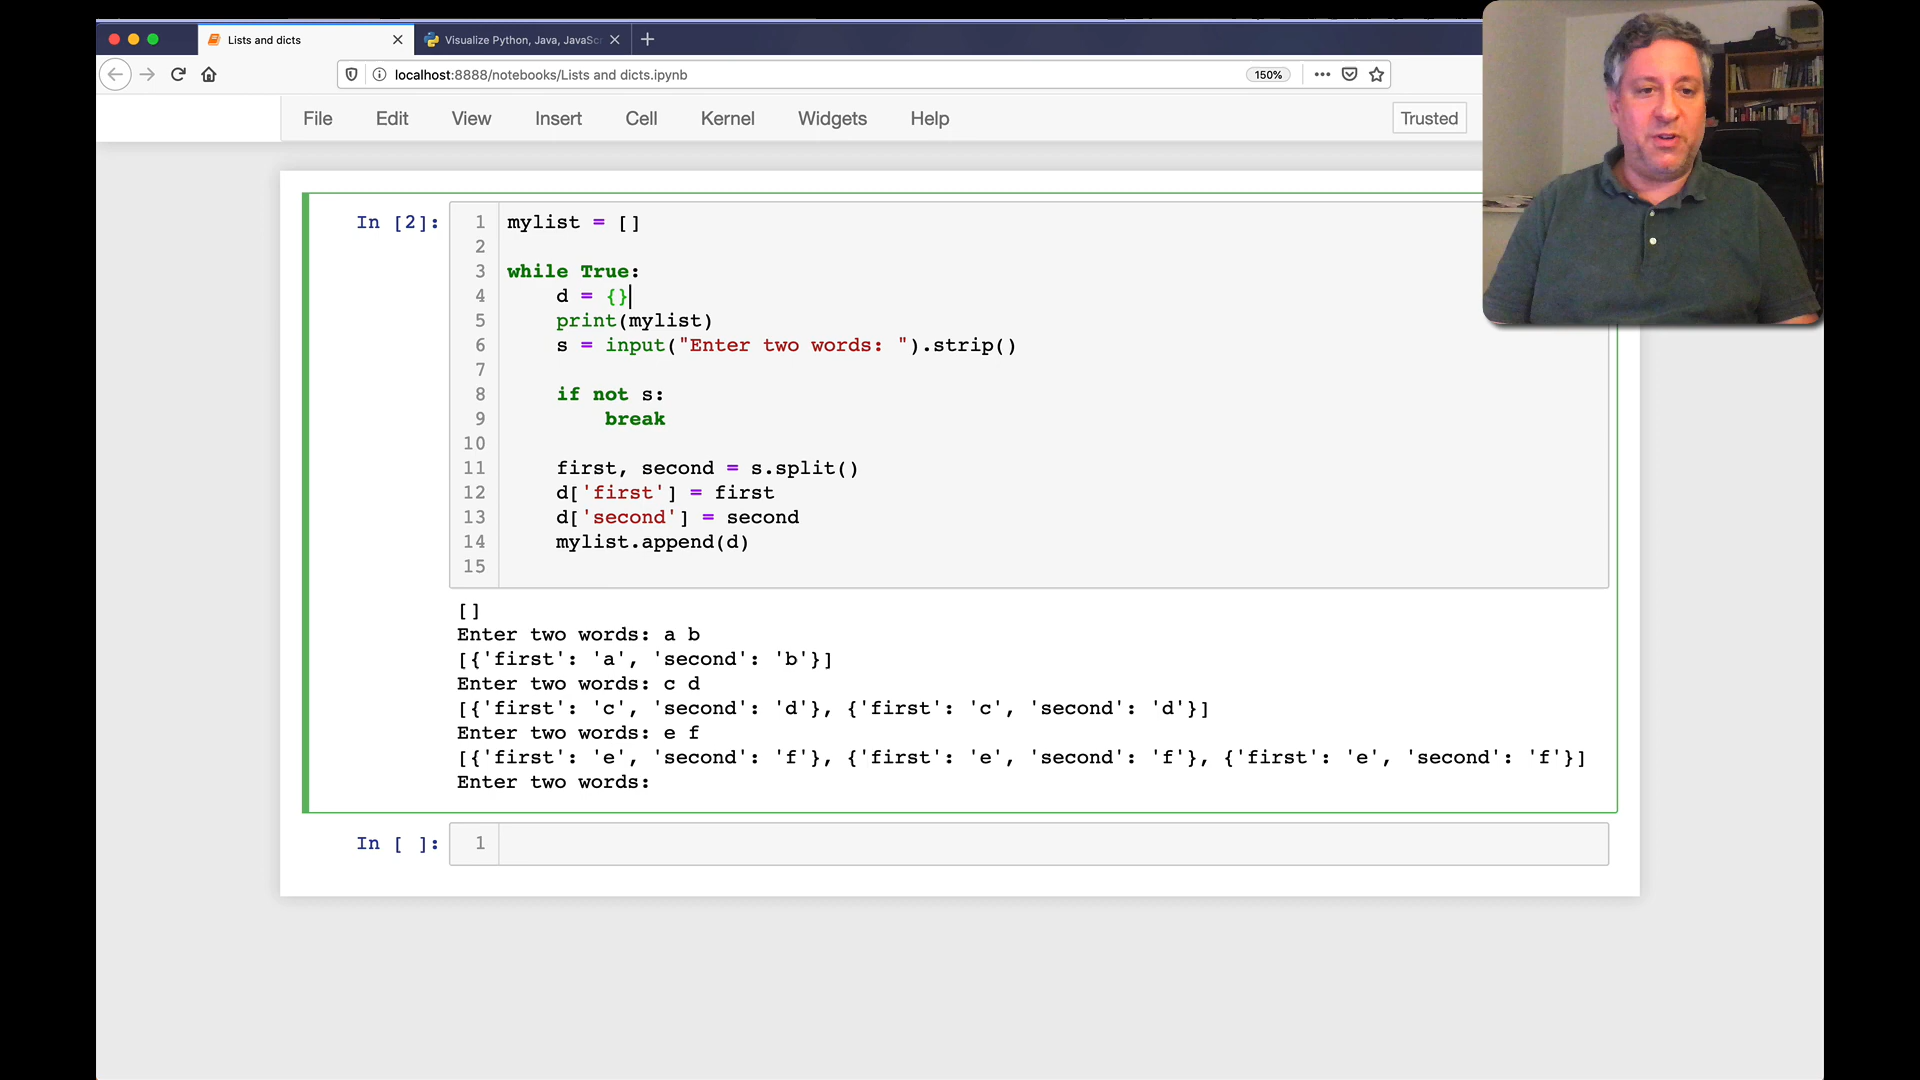 Lists and dicts
Visualize Python, Java, JavaSc
localhost:8888/notebooks/Lists and dicts.ipynb
150%
File Edit View Insert Cell Kernel Widgets Help
Trusted
In [2]:
1 mylist = []
2
3 while True:
4     d = {}
5     print(mylist)
6     s = input("Enter two words: ").strip()
7
8     if not s:
9         break
10
11     first, second = s.split()
12     d['first'] = first
13     d['second'] = second
14     mylist.append(d)
15
[]
Enter two words: a b
[{'first': 'a', 'second': 'b'}]
Enter two words: c d
[{'first': 'c', 'second': 'd'}, {'first': 'c', 'second': 'd'}]
Enter two words: e f
[{'first': 'e', 'second': 'f'}, {'first': 'e', 'second': 'f'}, {'first': 'e', 'second': 'f'}]
Enter two words:
In [ ]:
1